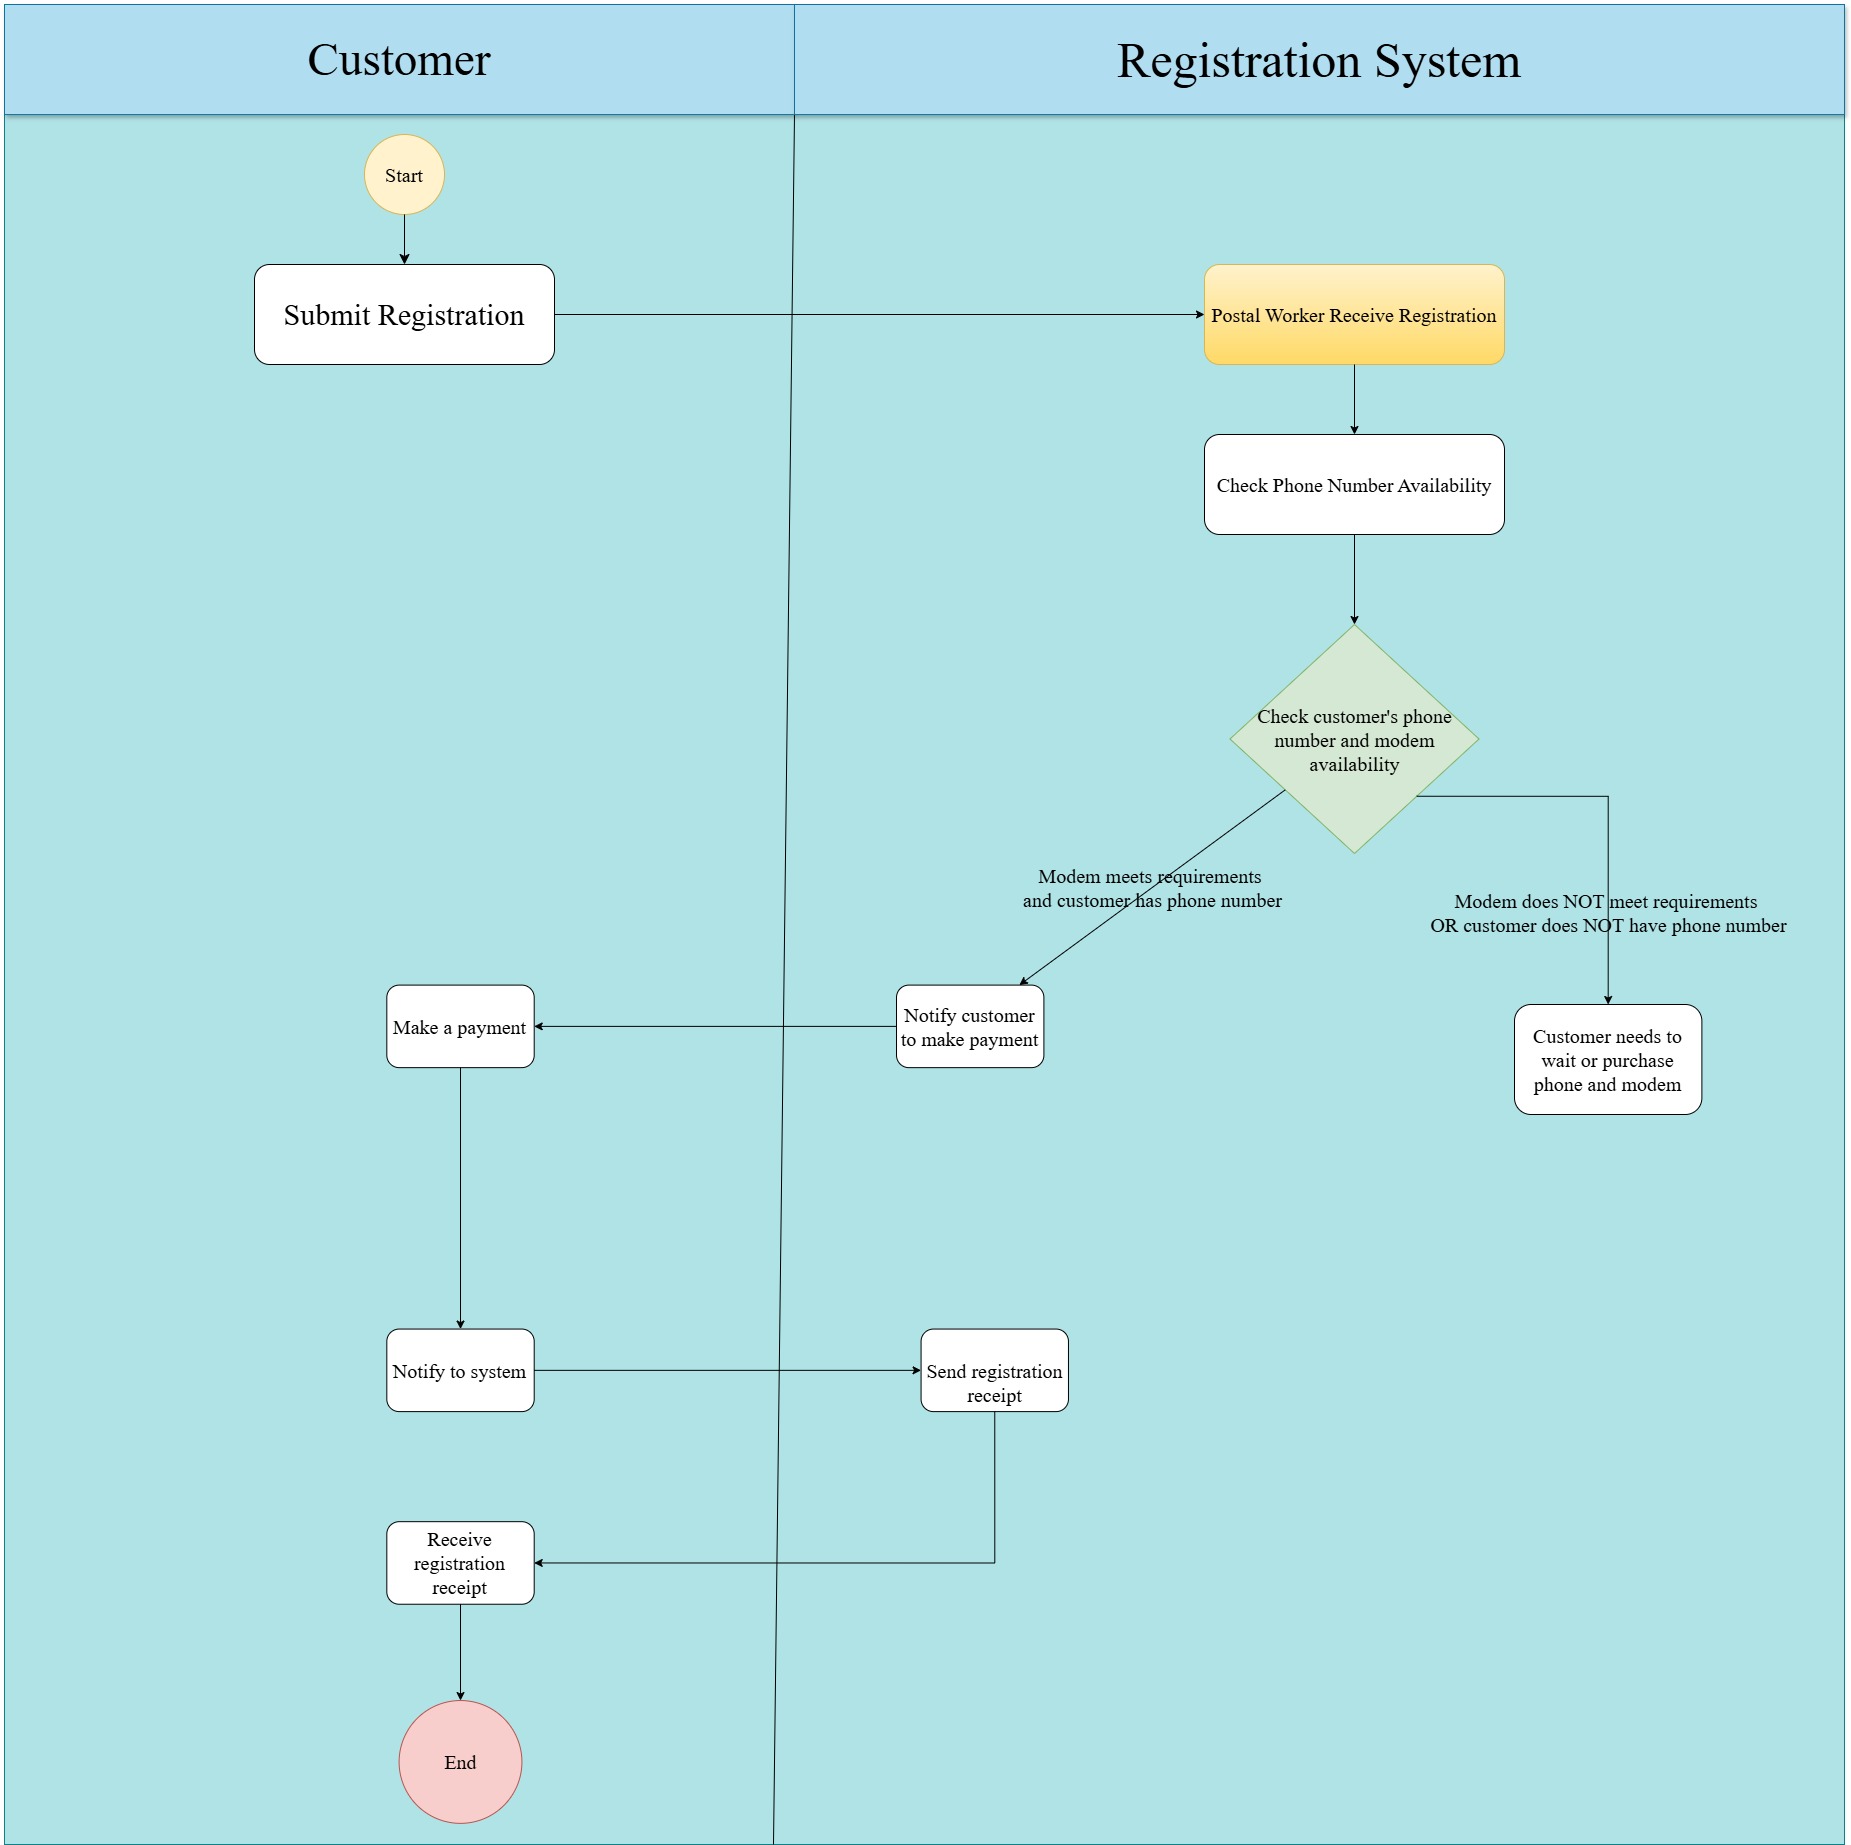 Customer
Registration System
Start
Submit Registration
Postal Worker Receive Registration
Check Phone Number Availability
Check customer's phone
number and modem
availability
Modem meets requirements
and customer has phone number
Modem does NOT meet requirements
OR customer does NOT have phone number
Make a payment
Notify customer
to make payment
Customer needs to
wait or purchase
phone and modem
Notify to system
Send registration
receipt
Receive
registration
receipt
End